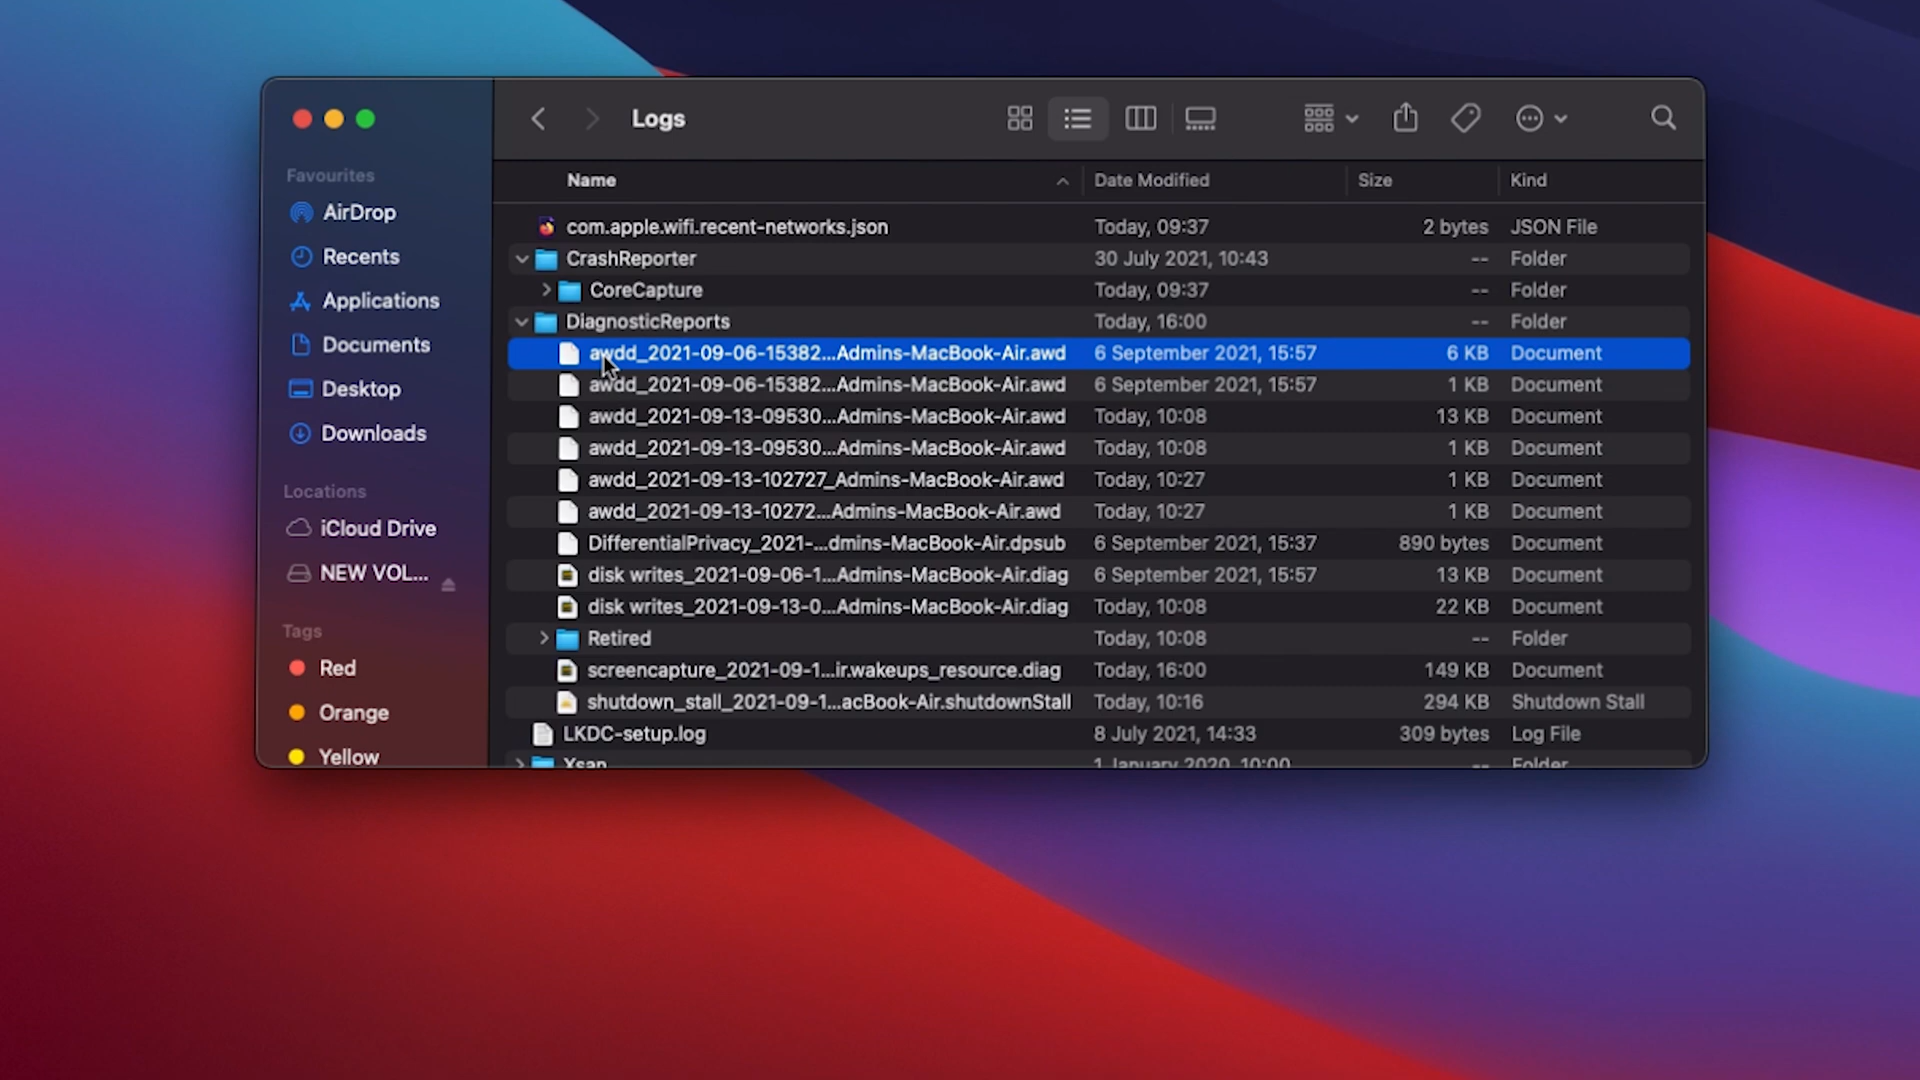 Logs
Favourites
AirDrop
Recents
Applications
Documents
Desktop
Downloads
Locations
iCloud Drive
NEW VOL...
Tags
Red
Orange
Yellow
Name Date Modified Size Kind
com.apple.wifi.recent-networks.json Today, 09:37 2 bytes JSON File
CrashReporter 30 July 2021, 10:43 -- Folder
CoreCapture Today, 09:37 -- Folder
DiagnosticReports Today, 16:00 -- Folder
awdd_2021-09-06-15382...Admins-MacBook-Air.awd 6 September 2021, 15:57 6 KB Document
awdd_2021-09-06-15382...Admins-MacBook-Air.awd 6 September 2021, 15:57 1 KB Document
awdd_2021-09-13-09530...Admins-MacBook-Air.awd Today, 10:08 13 KB Document
awdd_2021-09-13-09530...Admins-MacBook-Air.awd Today, 10:08 1 KB Document
awdd_2021-09-13-102727_Admins-MacBook-Air.awd Today, 10:27 1 KB Document
awdd_2021-09-13-10272...Admins-MacBook-Air.awd Today, 10:27 1 KB Document
DifferentialPrivacy_2021-...dmins-MacBook-Air.dpsub 6 September 2021, 15:37 890 bytes Document
disk writes_2021-09-06-1...Admins-MacBook-Air.diag 6 September 2021, 15:57 13 KB Document
disk writes_2021-09-13-0...Admins-MacBook-Air.diag Today, 10:08 22 KB Document
Retired Today, 10:08 -- Folder
screencapture_2021-09-1...ir.wakeups_resource.diag Today, 16:00 149 KB Document
shutdown_stall_2021-09-1...acBook-Air.shutdownStall Today, 10:16 294 KB Shutdown Stall
LKDC-setup.log 8 July 2021, 14:33 309 bytes Log File
Xsan 1 January 2020, 10:00 -- Folder